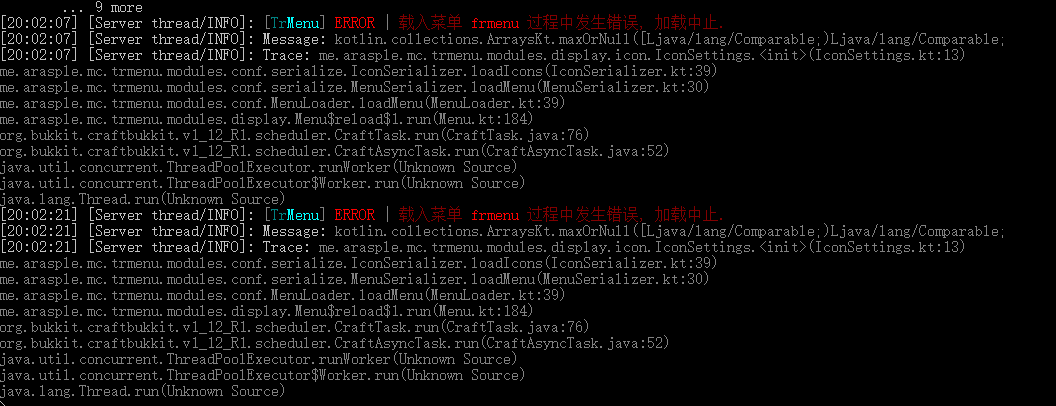 ... 9 more
[20:02:07] [Server thread/INFO]: [TrMenu] ERROR | 载入菜单 frmenu 过程中发生错误, 加载中止.
[20:02:07] [Server thread/INFO]: Message: kotlin.collections.ArraysKt.maxOrNull([Ljava/lang/Comparable;)Ljava/lang/Comparable;
[20:02:07] [Server thread/INFO]: Trace: me.arasple.mc.trmenu.modules.display.icon.IconSettings.<init>(IconSettings.kt:13)
me.arasple.mc.trmenu.modules.conf.serialize.IconSerializer.loadIcons(IconSerializer.kt:39)
me.arasple.mc.trmenu.modules.conf.serialize.MenuSerializer.loadMenu(MenuSerializer.kt:30)
me.arasple.mc.trmenu.modules.conf.MenuLoader.loadMenu(MenuLoader.kt:39)
me.arasple.mc.trmenu.modules.display.Menu$reload$1.run(Menu.kt:184)
org.bukkit.craftbukkit.v1_12_R1.scheduler.CraftTask.run(CraftTask.java:76)
org.bukkit.craftbukkit.v1_12_R1.scheduler.CraftAsyncTask.run(CraftAsyncTask.java:52)
java.util.concurrent.ThreadPoolExecutor.runWorker(Unknown Source)
java.util.concurrent.ThreadPoolExecutor$Worker.run(Unknown Source)
java.lang.Thread.run(Unknown Source)
[20:02:21] [Server thread/INFO]: [TrMenu] ERROR | 载入菜单 frmenu 过程中发生错误, 加载中止.
[20:02:21] [Server thread/INFO]: Message: kotlin.collections.ArraysKt.maxOrNull([Ljava/lang/Comparable;)Ljava/lang/Comparable;
[20:02:21] [Server thread/INFO]: Trace: me.arasple.mc.trmenu.modules.display.icon.IconSettings.<init>(IconSettings.kt:13)
me.arasple.mc.trmenu.modules.conf.serialize.IconSerializer.loadIcons(IconSerializer.kt:39)
me.arasple.mc.trmenu.modules.conf.serialize.MenuSerializer.loadMenu(MenuSerializer.kt:30)
me.arasple.mc.trmenu.modules.conf.MenuLoader.loadMenu(MenuLoader.kt:39)
me.arasple.mc.trmenu.modules.display.Menu$reload$1.run(Menu.kt:184)
org.bukkit.craftbukkit.v1_12_R1.scheduler.CraftTask.run(CraftTask.java:76)
org.bukkit.craftbukkit.v1_12_R1.scheduler.CraftAsyncTask.run(CraftAsyncTask.java:52)
java.util.concurrent.ThreadPoolExecutor.runWorker(Unknown Source)
java.util.concurrent.ThreadPoolExecutor$Worker.run(Unknown Source)
java.lang.Thread.run(Unknown Source)